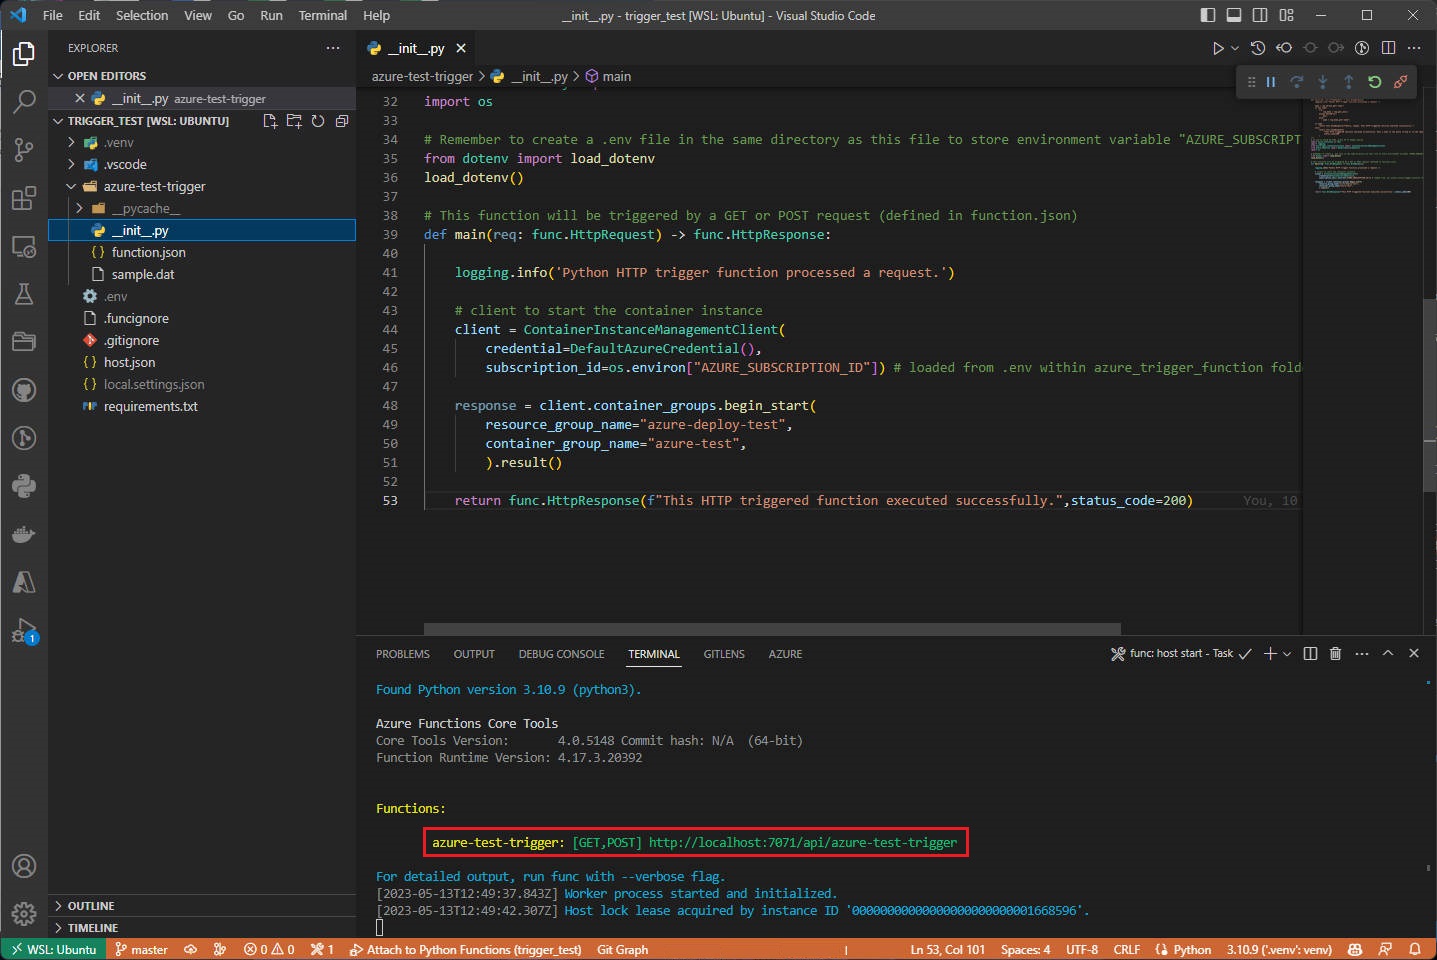 File Edit Selection View Go Run Terminal Help
__init__.py - trigger_test [WSL: Ubuntu] - Visual Studio Code
EXPLORER
OPEN EDITORS
__init__.py azure-test-trigger
TRIGGER_TEST [WSL: UBUNTU]
.venv
.vscode
azure-test-trigger
__pycache__
__init__.py
function.json
sample.dat
.env
.funcignore
.gitignore
host.json
local.settings.json
requirements.txt
OUTLINE
TIMELINE
1
__init__.py
azure-test-trigger > __init__.py > main
32 import os
33
34 # Remember to create a .env file in the same directory as this file to store environment variable "AZURE_SUBSCRIPT
35 from dotenv import load_dotenv
36 load_dotenv()
37
38 # This function will be triggered by a GET or POST request (defined in function.json)
39 def main(req: func.HttpRequest) -> func.HttpResponse:
40
41 logging.info('Python HTTP trigger function processed a request.')
42
43 # client to start the container instance
44 client = ContainerInstanceManagementClient(
45 credential=DefaultAzureCredential(),
46 subscription_id=os.environ["AZURE_SUBSCRIPTION_ID"]) # loaded from .env within azure_trigger_function fold
47
48 response = client.container_groups.begin_start(
49 resource_group_name="azure-deploy-test",
50 container_group_name="azure-test",
51 ).result()
52
53 return func.HttpResponse(f"This HTTP triggered function executed successfully.",status_code=200) You, 10
PROBLEMS OUTPUT DEBUG CONSOLE TERMINAL GITLENS AZURE
func: host start - Task
Found Python version 3.10.9 (python3).
Azure Functions Core Tools
Core Tools Version: 4.0.5148 Commit hash: N/A (64-bit)
Function Runtime Version: 4.17.3.20392
Functions:
azure-test-trigger: [GET,POST] http://localhost:7071/api/azure-test-trigger
For detailed output, run func with --verbose flag.
[2023-05-13T12:49:37.843Z] Worker process started and initialized.
[2023-05-13T12:49:42.307Z] Host lock lease acquired by instance ID '0000000000000000000000001668596'.
WSL: Ubuntu master 0 0 1 Attach to Python Functions (trigger_test) Git Graph Ln 53, Col 101 Spaces: 4 UTF-8 CRLF Python 3.10.9 ('.venv': venv)